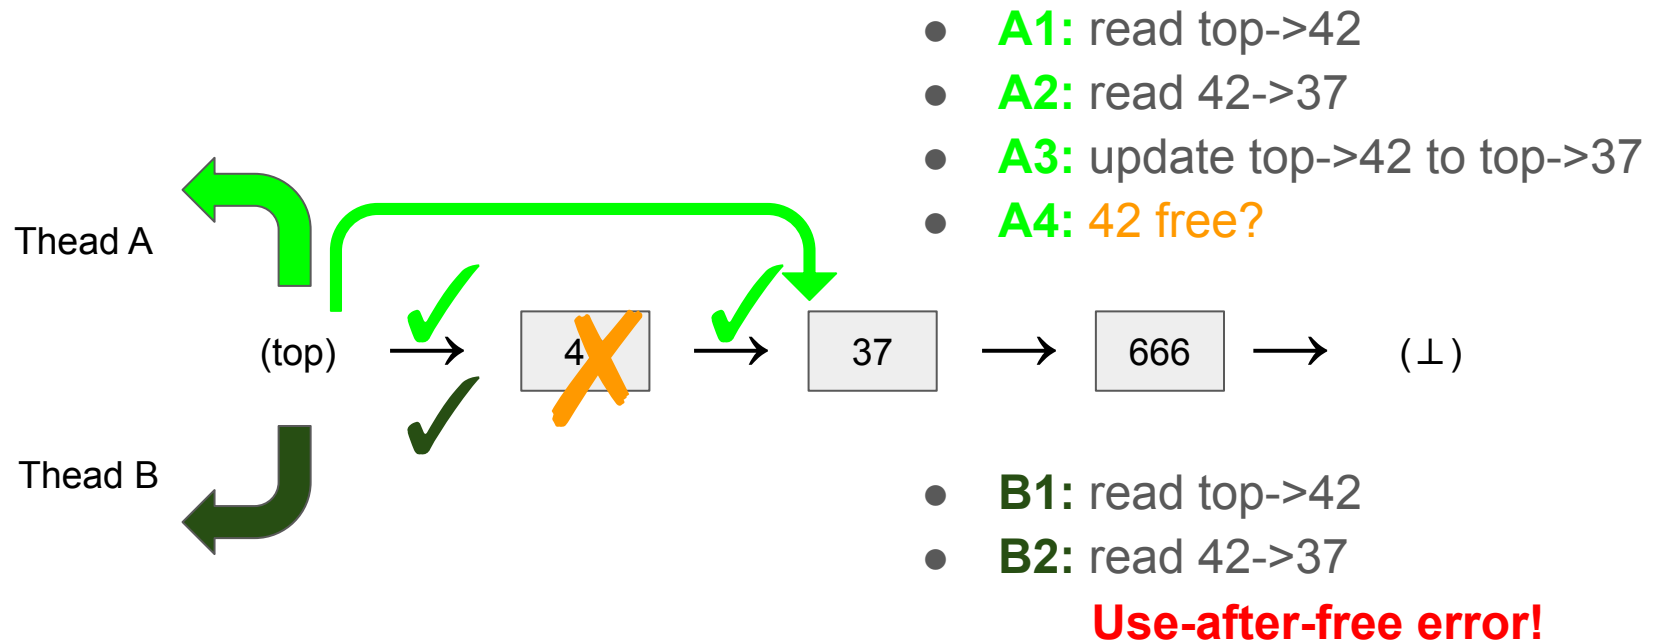 A1: read top->42
A2: read 42->37
A3: update top->42 to top->37
A4: 42 free?
Thead A
(top)
4
37
666
(⊥)
Thead B
B1: read top->42
B2: read 42->37
Use-after-free error!